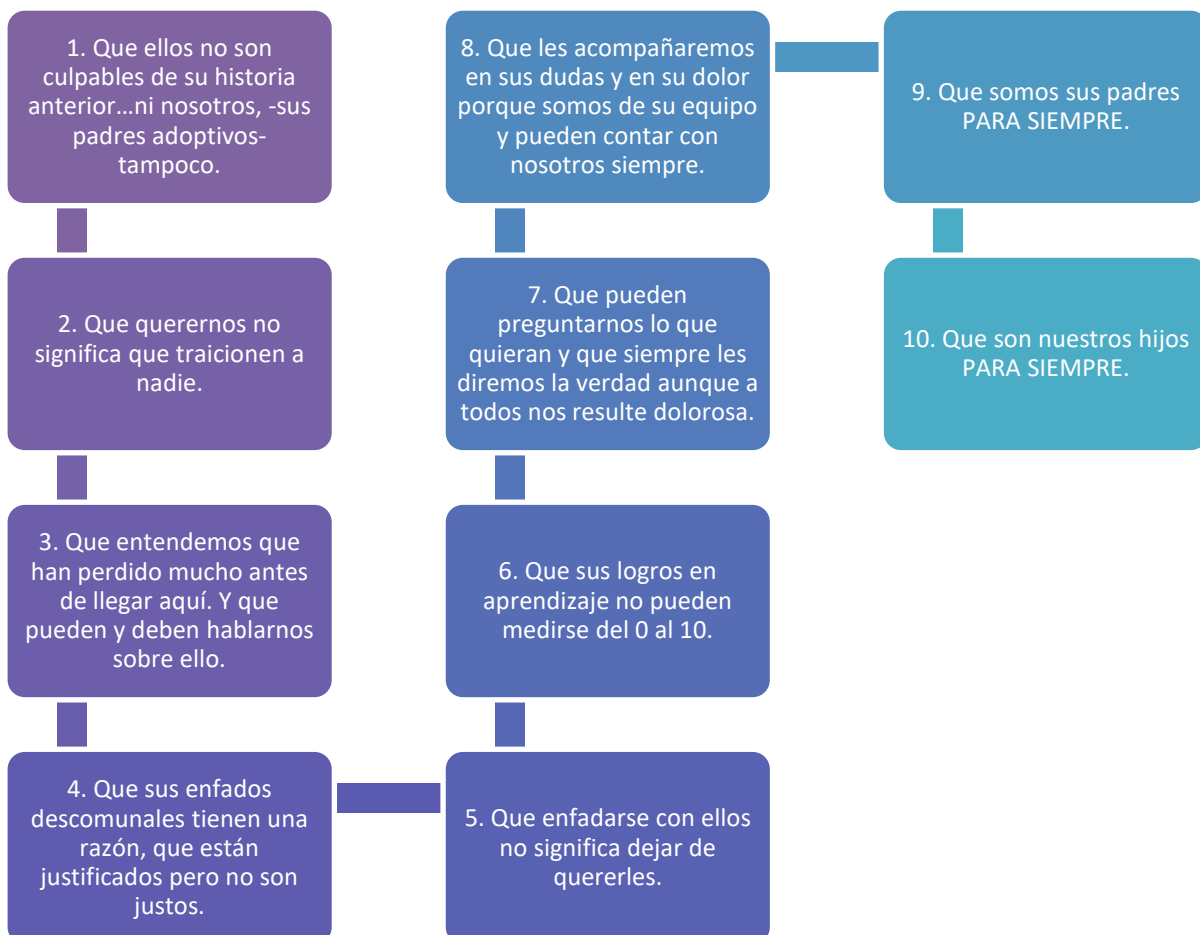 1. Que ellos no son
culpables de su historia
anterior…ni nosotros, -sus
padres adoptivos-
tampoco.
2. Que querernos no
significa que traicionen a
nadie.
3. Que entendemos que
han perdido mucho antes
de llegar aquí. Y que
pueden y deben hablarnos
sobre ello.
4. Que sus enfados
descomunales tienen una
razón, que están
justificados pero no son
justos.
5. Que enfadarse con ellos
no significa dejar de
quererles.
6. Que sus logros en
aprendizaje no pueden
medirse del 0 al 10.
7. Que pueden
preguntarnos lo que
quieran y que siempre les
diremos la verdad aunque a
todos nos resulte dolorosa.
8. Que les acompañaremos
en sus dudas y en su dolor
porque somos de su equipo
y pueden contar con
nosotros siempre.
9. Que somos sus padres
PARA SIEMPRE.
10. Que son nuestros hijos
PARA SIEMPRE.